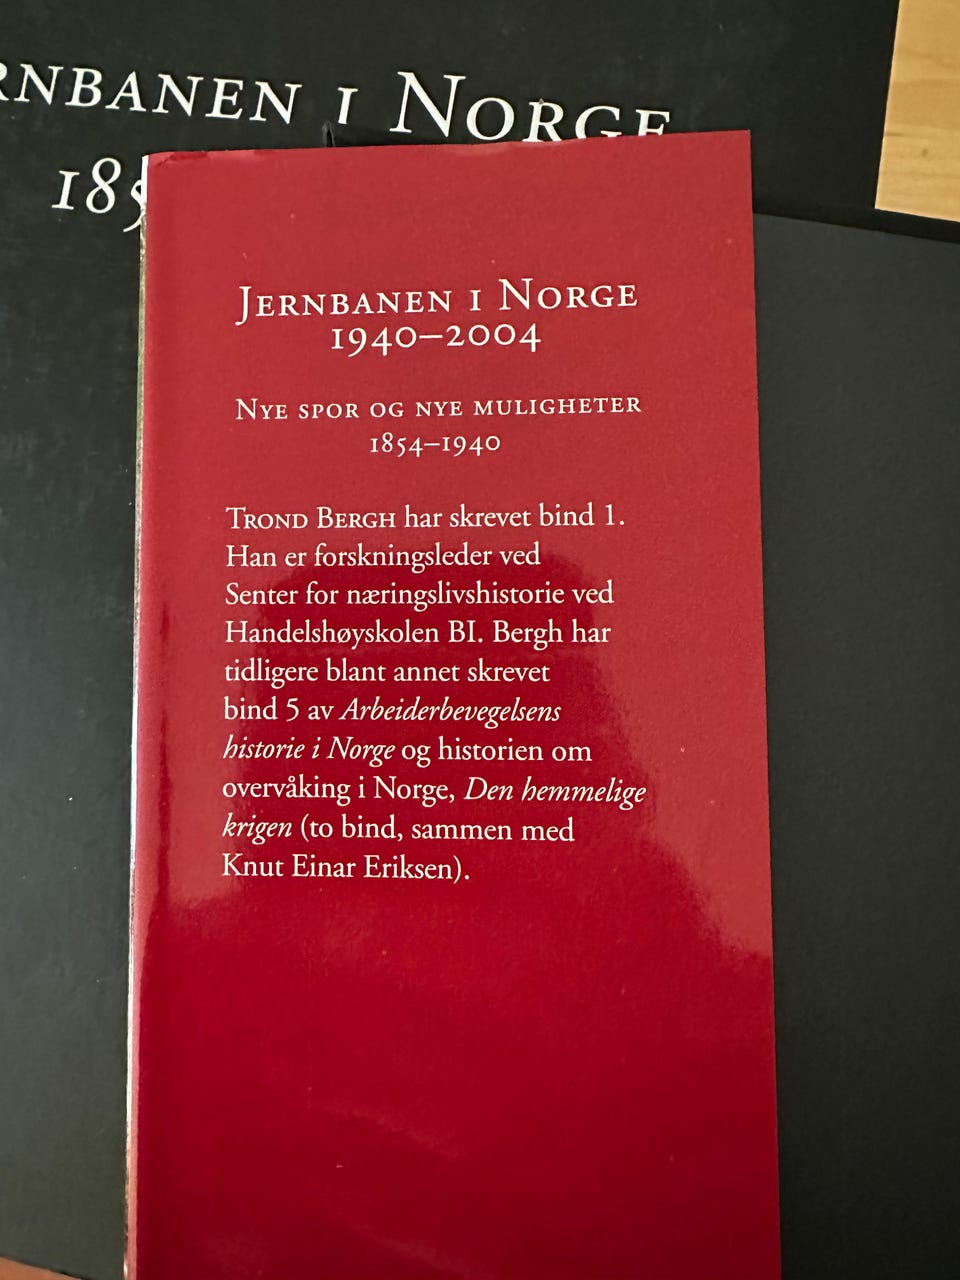 JERNBANEN I NORGE
1940–2004
NYE SPOR OG NYE MULIGHETER
1854–1940
TROND BERGH har skrevet bind 1.
Han er forskningsleder ved
Senter for næringslivshistorie ved
Handelshøyskolen BI. Bergh har
tidligere blant annet skrevet
bind 5 av Arbeiderbevegelsens
historie i Norge og historien om
overvåking i Norge, Den hemmelige
krigen (to bind, sammen med
Knut Einar Eriksen).
I NORGE